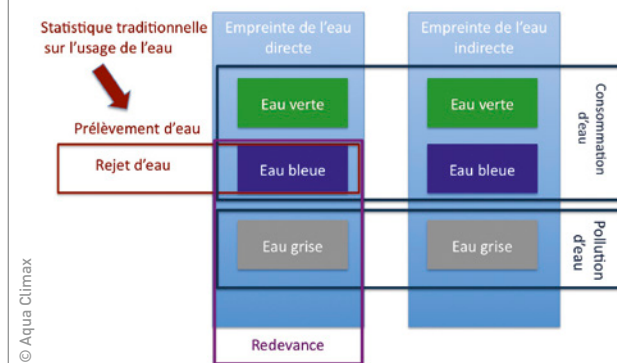 Statistique traditionnelle
sur l'usage de l'eau
Prélèvement d'eau
Rejet d'eau
Empreinte de l'eau
directe
Eau verte
Eau bleue
Eau grise
Redevance
Empreinte de l'eau
indirecte
Eau verte
Eau bleue
Eau grise
Consommation
d'eau
Pollution
d'eau
© Aqua Climax